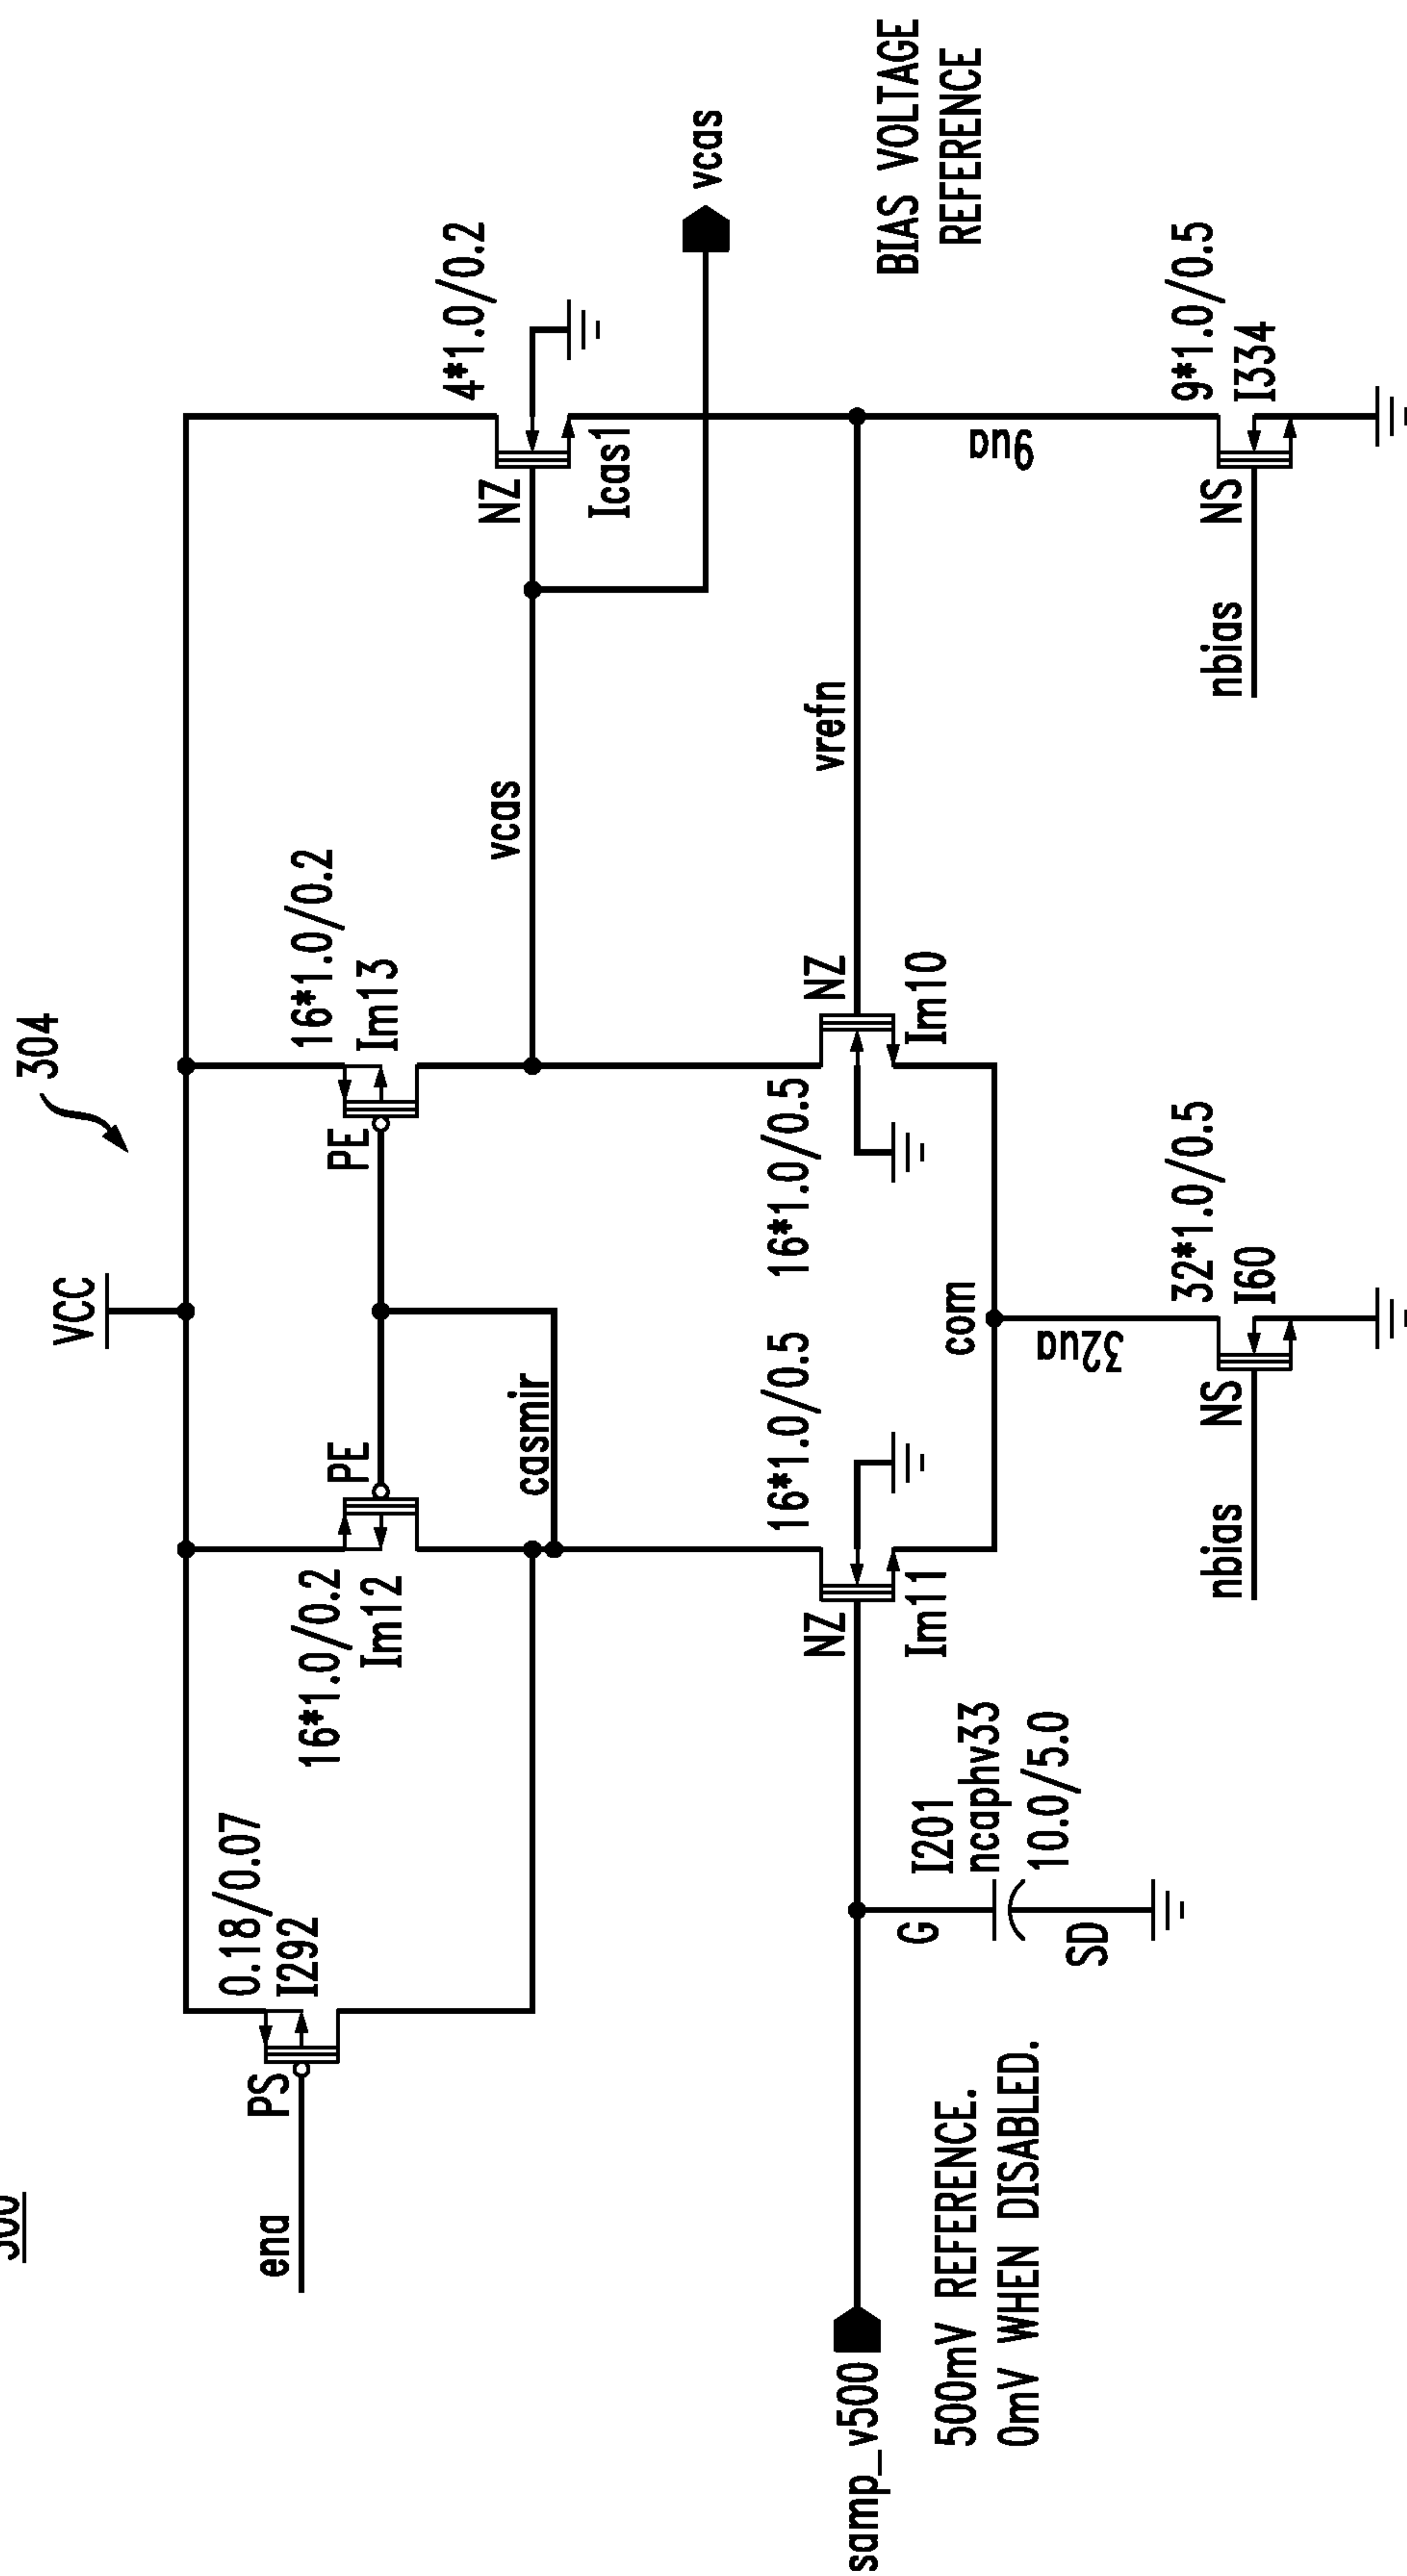 304
VCC
ena
PS
0.18/0.07
I292
16*1.0/0.2
Im12
PE
PE
16*1.0/0.2
Im13
casmir
vcas
NZ
4*1.0/0.2
Icas1
vcas
samp_v500
500mV REFERENCE.
0mV WHEN DISABLED.
G
I201
ncaphv33
10.0/5.0
SD
NZ
Im11
16*1.0/0.5
16*1.0/0.5
NZ
Im10
vrefn
BIAS VOLTAGE
REFERENCE
com
32ua
9ua
nbias
NS
32*1.0/0.5
I60
nbias
NS
9*1.0/0.5
I334